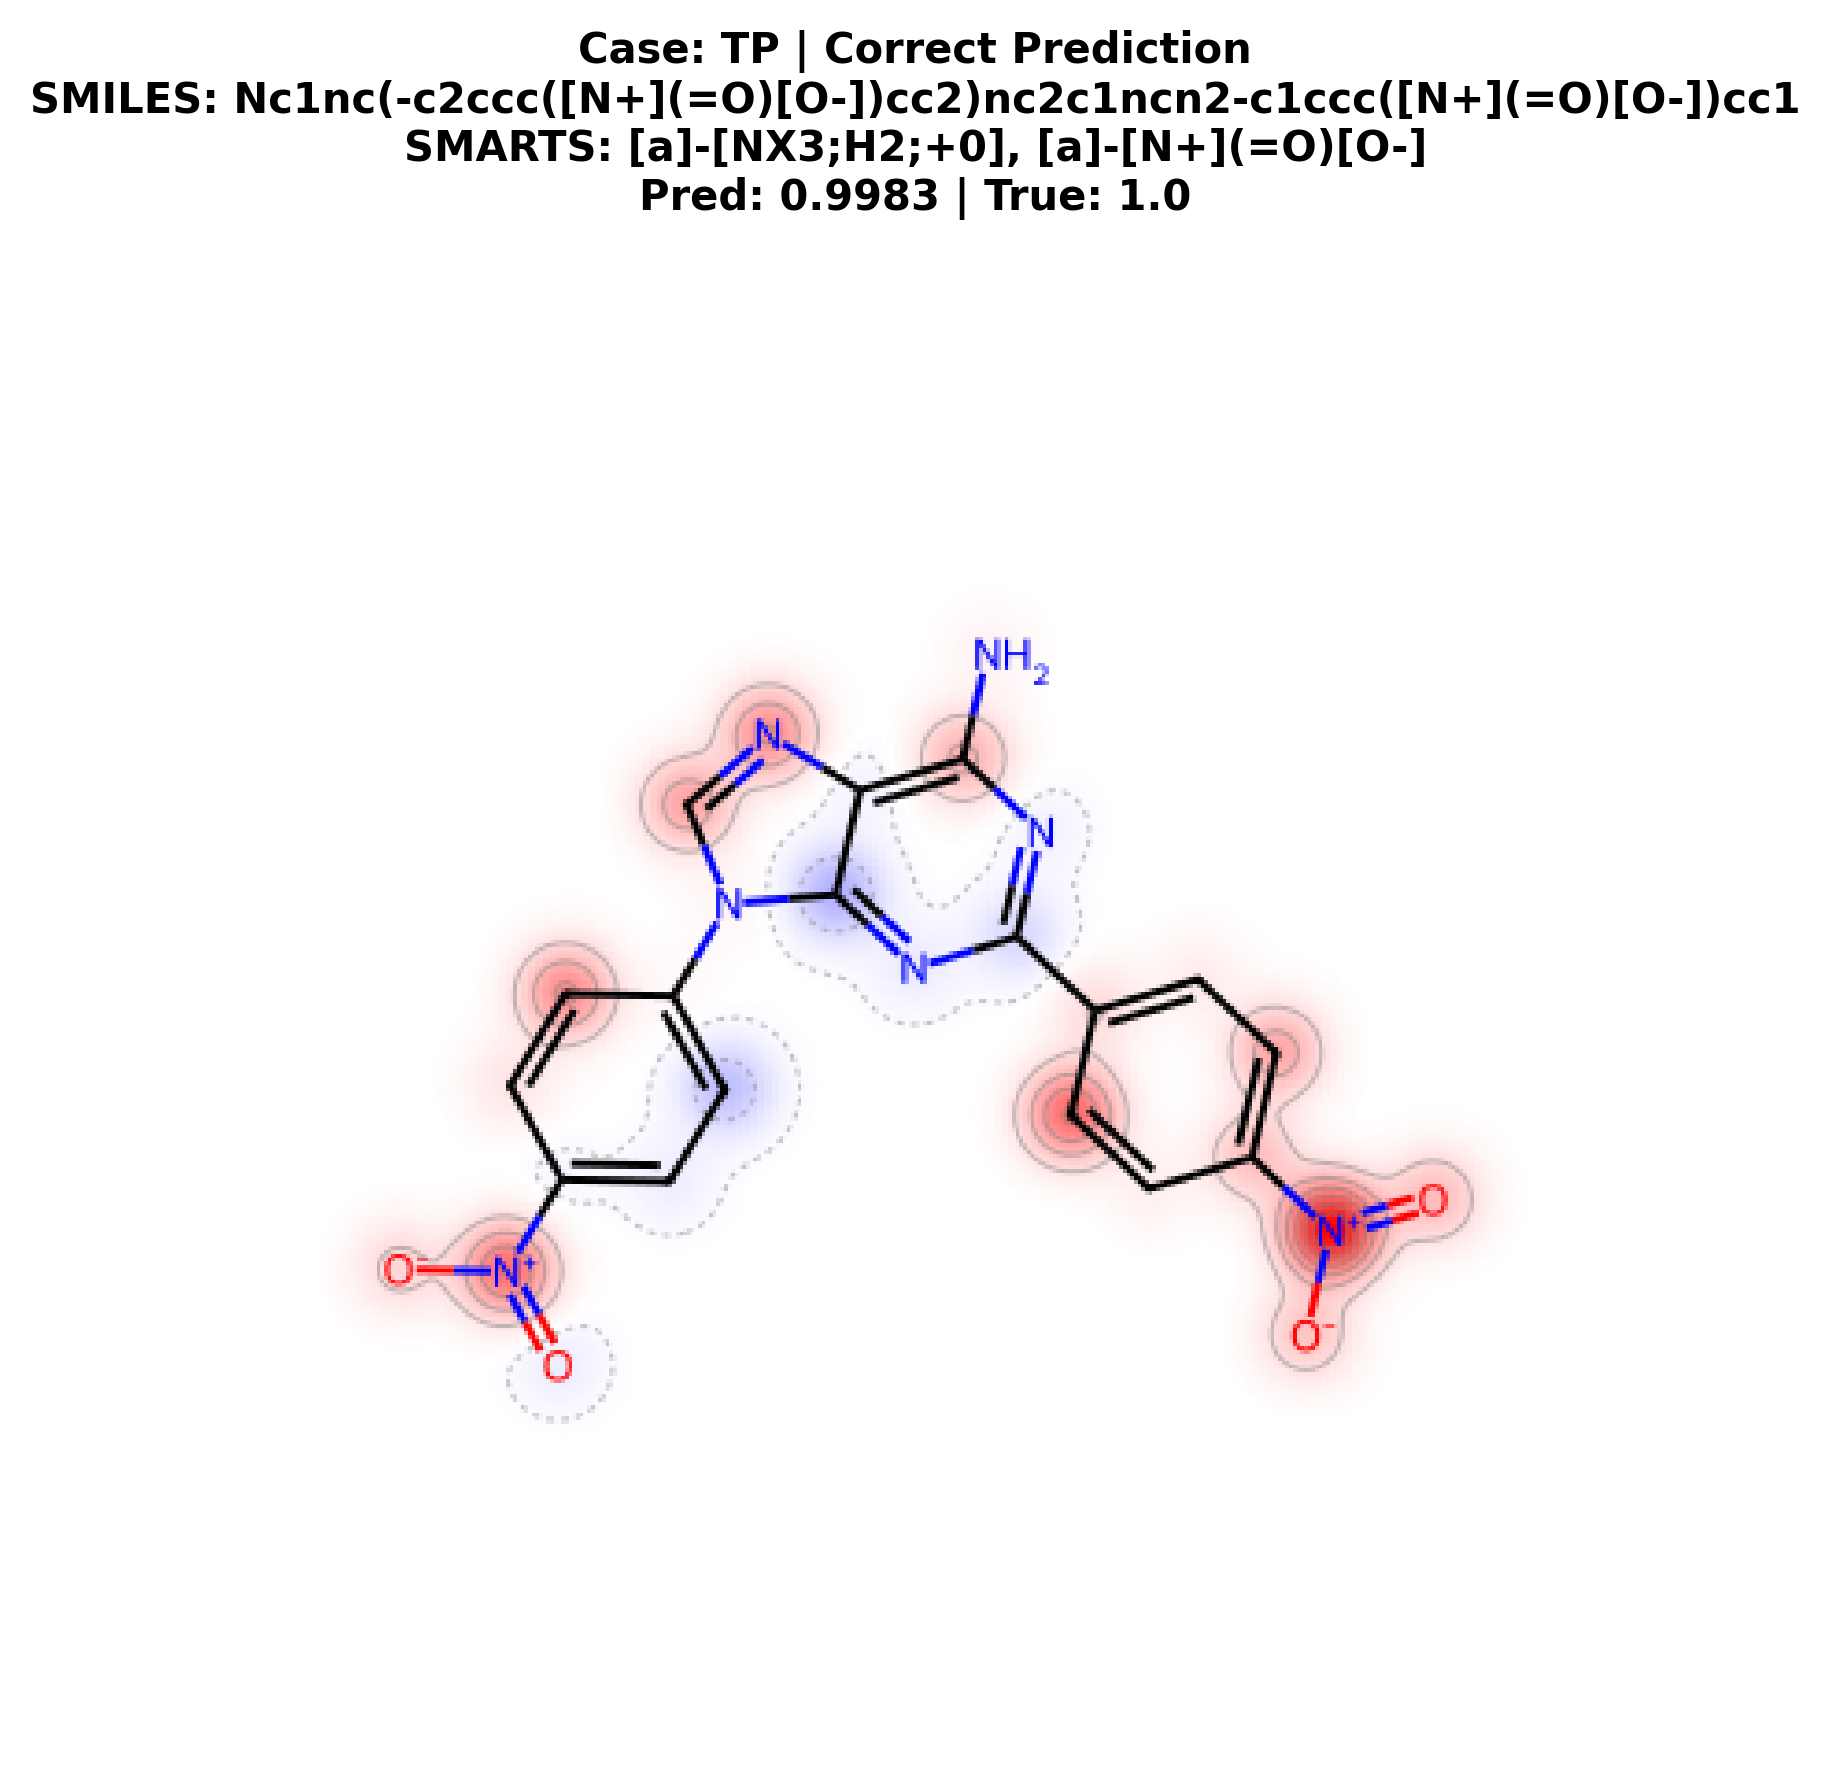 Case: TP | Correct Prediction
SMILES: Nc1nc(-c2ccc([N+](=O)[O-])cc2)nc2c1ncn2-c1ccc([N+](=O)[O-])cc1
SMARTS: [a]-[NX3;H2;+0], [a]-[N+](=O)[O-]
Pred: 0.9983 | True: 1.0
NH2
N
N
N
N
N+
O
O-
O-
N+
O